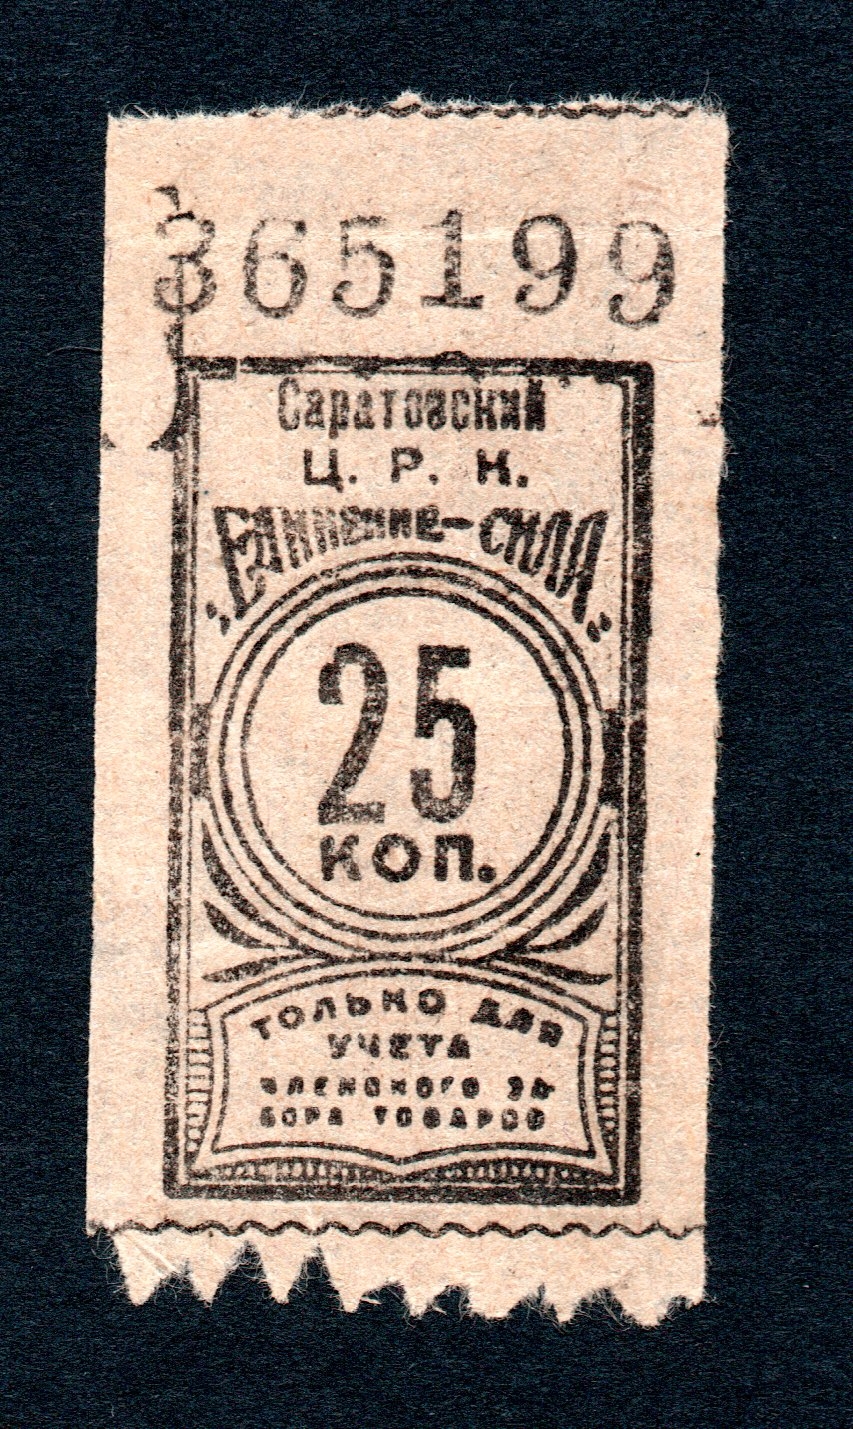 365199
Саратовский
Ц. Р. К.
„Единение-сила"
25
коп.
только для
учета
членского за-
бора товаров